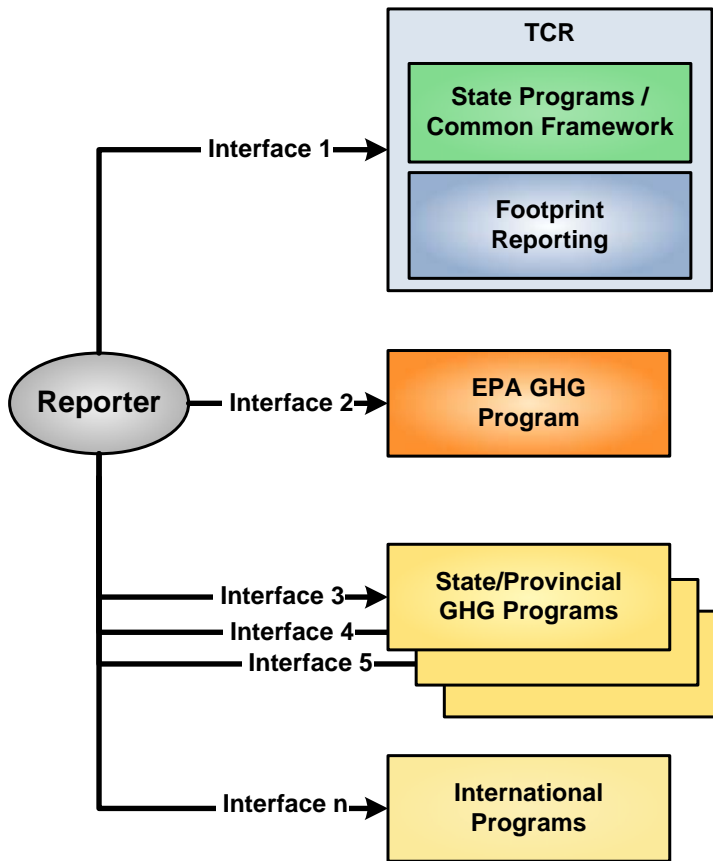 TCR
State Programs /
Common Framework
Interface 1
Footprint
Reporting
Reporter
Interface 2
EPA GHG
Program
Interface 3
State/Provincial
GHG Programs
Interface 4
Interface 5
Interface n
International
Programs